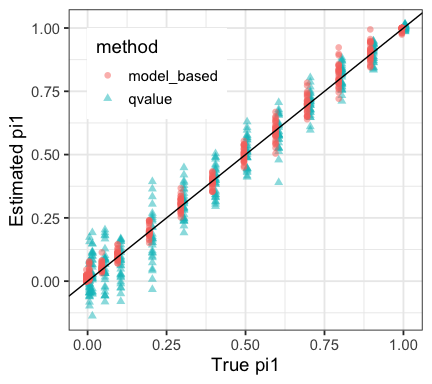 method
model_based
qvalue
Estimated pi1
1.00
0.75
0.50
0.25
0.00
0.00 0.25 0.50 0.75 1.00
True pi1